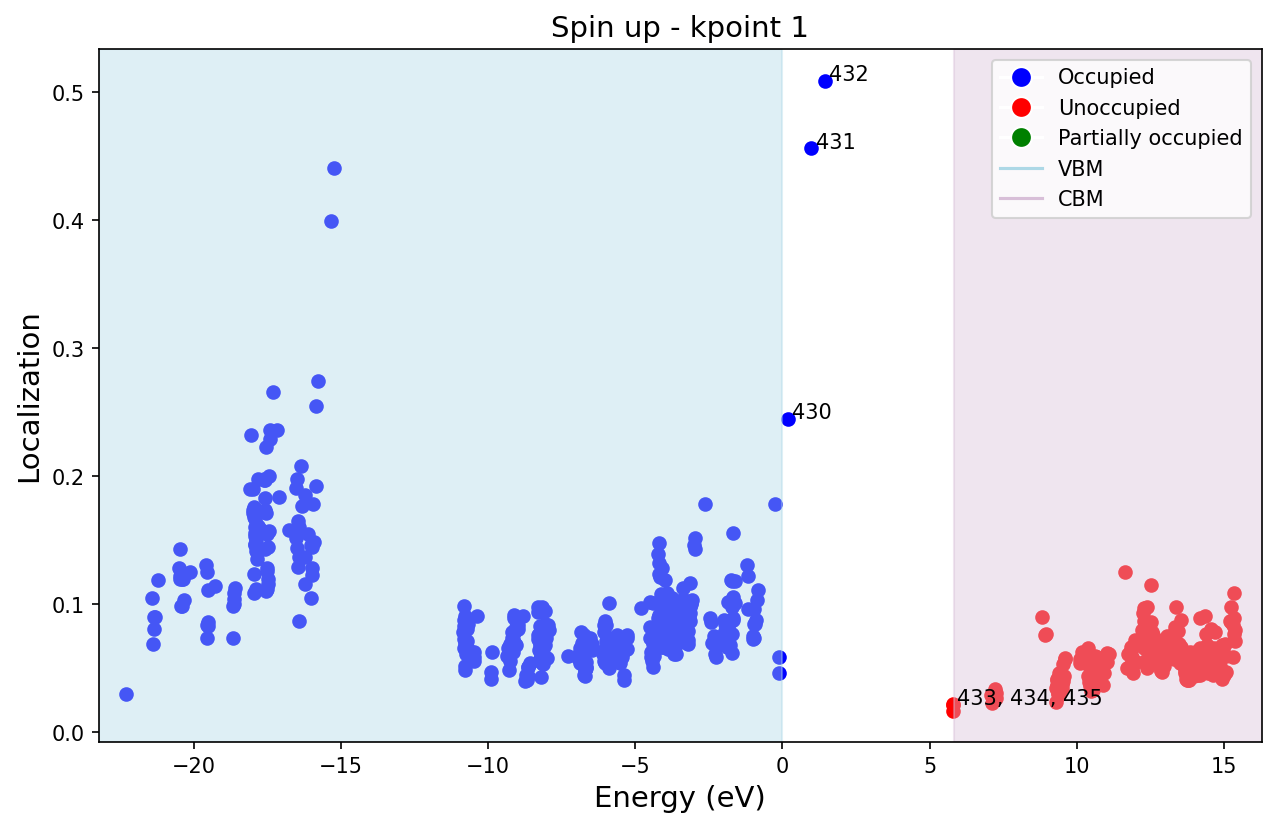 Spin up - kpoint 1
Localization
0.5
0.4
0.3
0.2
0.1
0.0
432
431
430
433, 434, 435
Occupied
Unoccupied
Partially occupied
VBM
CBM
−20
−15
−10
−5
0
5
10
15
Energy (eV)